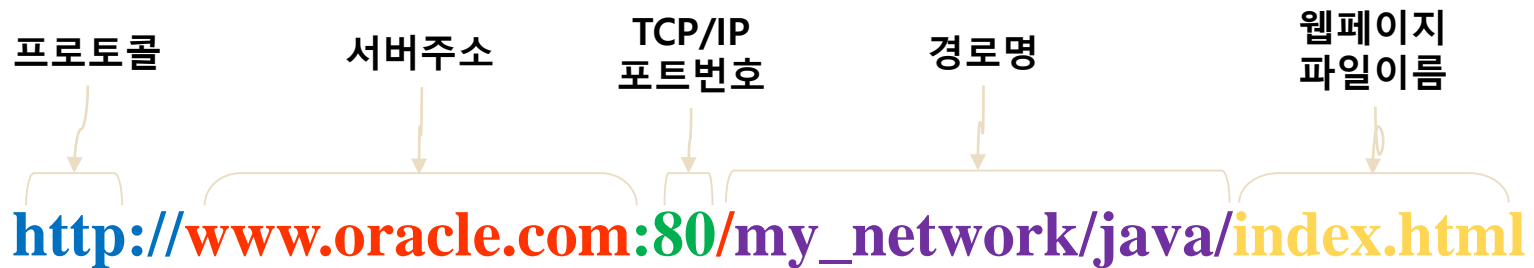 프로토콜
서버주소
TCP/IP
포트번호
경로명
웹페이지
파일이름
http://www.oracle.com:80/my_network/java/index.html